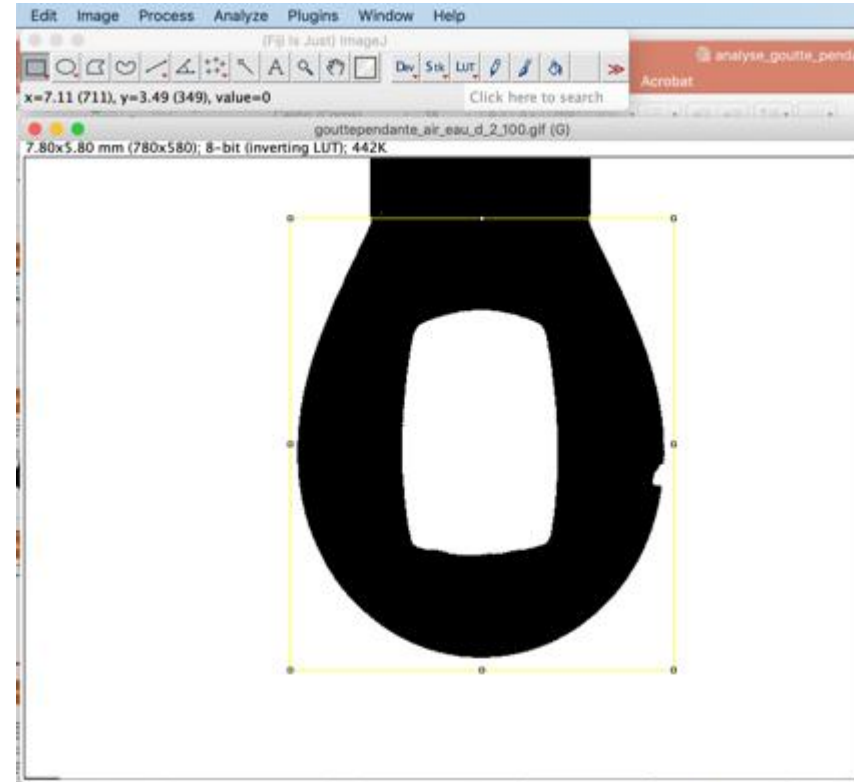 Edit Image Process Analyze Plugins Window Help
(Fiji Is Just) ImageJ
A Dev Stk LUT
x=7.11 (711), y=3.49 (349), value=0 Click here to search
analyse_goutte_penda
Acrobat
gouttependante_air_eau_d_2_100.gif (G)
7.80x5.80 mm (780x580); 8-bit (inverting LUT); 442K